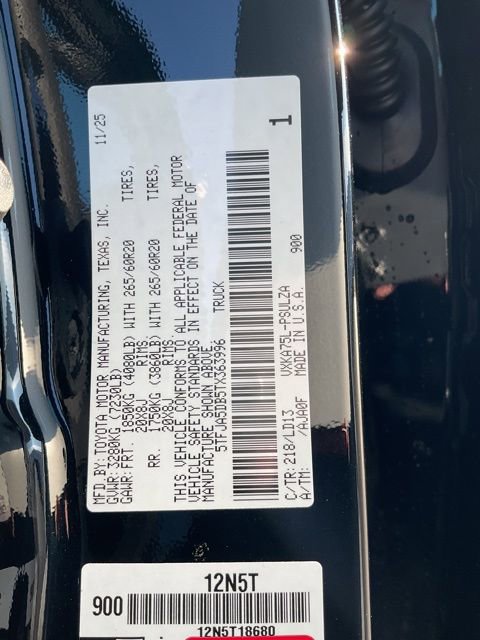 MFD.BY:TOYOTA MOTOR MANUFACTURING, TEXAS, INC. 11/25
GVWR:3280KG (7230LB)
GAWR:FRT. 1850KG (4080LB) WITH 265/60R20 TIRES,
20X8J RIMS,
RR. 1750KG (3860LB) WITH 265/60R20 TIRES,
20X8J RIMS
THIS VEHICLE CONFORMS TO ALL APPLICABLE FEDERAL MOTOR
VEHICLE SAFETY STANDARDS IN EFFECT ON THE DATE OF
MANUFACTURE SHOWN ABOVE.
5TFJA5DB5TX363996 TRUCK
1
C/TR:218/LD13 VXKA75L-PSULZA 900
A/TM: /AJA0F MADE IN U.S.A.
12N5T
900
12N5T18680